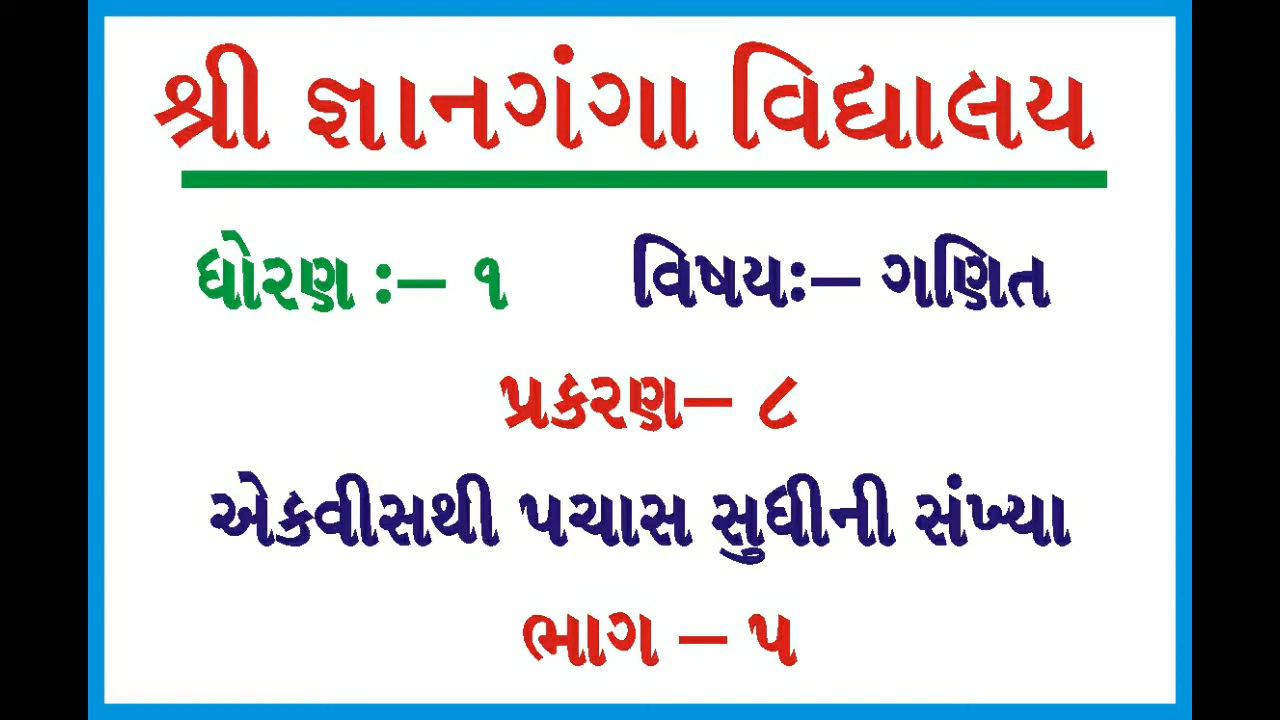 શ્રી જ્ઞાનગંગા વિદ્યાલય
ધોરણ :– ૧ વિષય:– ગણિત
પ્રકરણ– ૮
એકવીસથી પચાસ સુધીની સંખ્યા
ભાગ – ૫